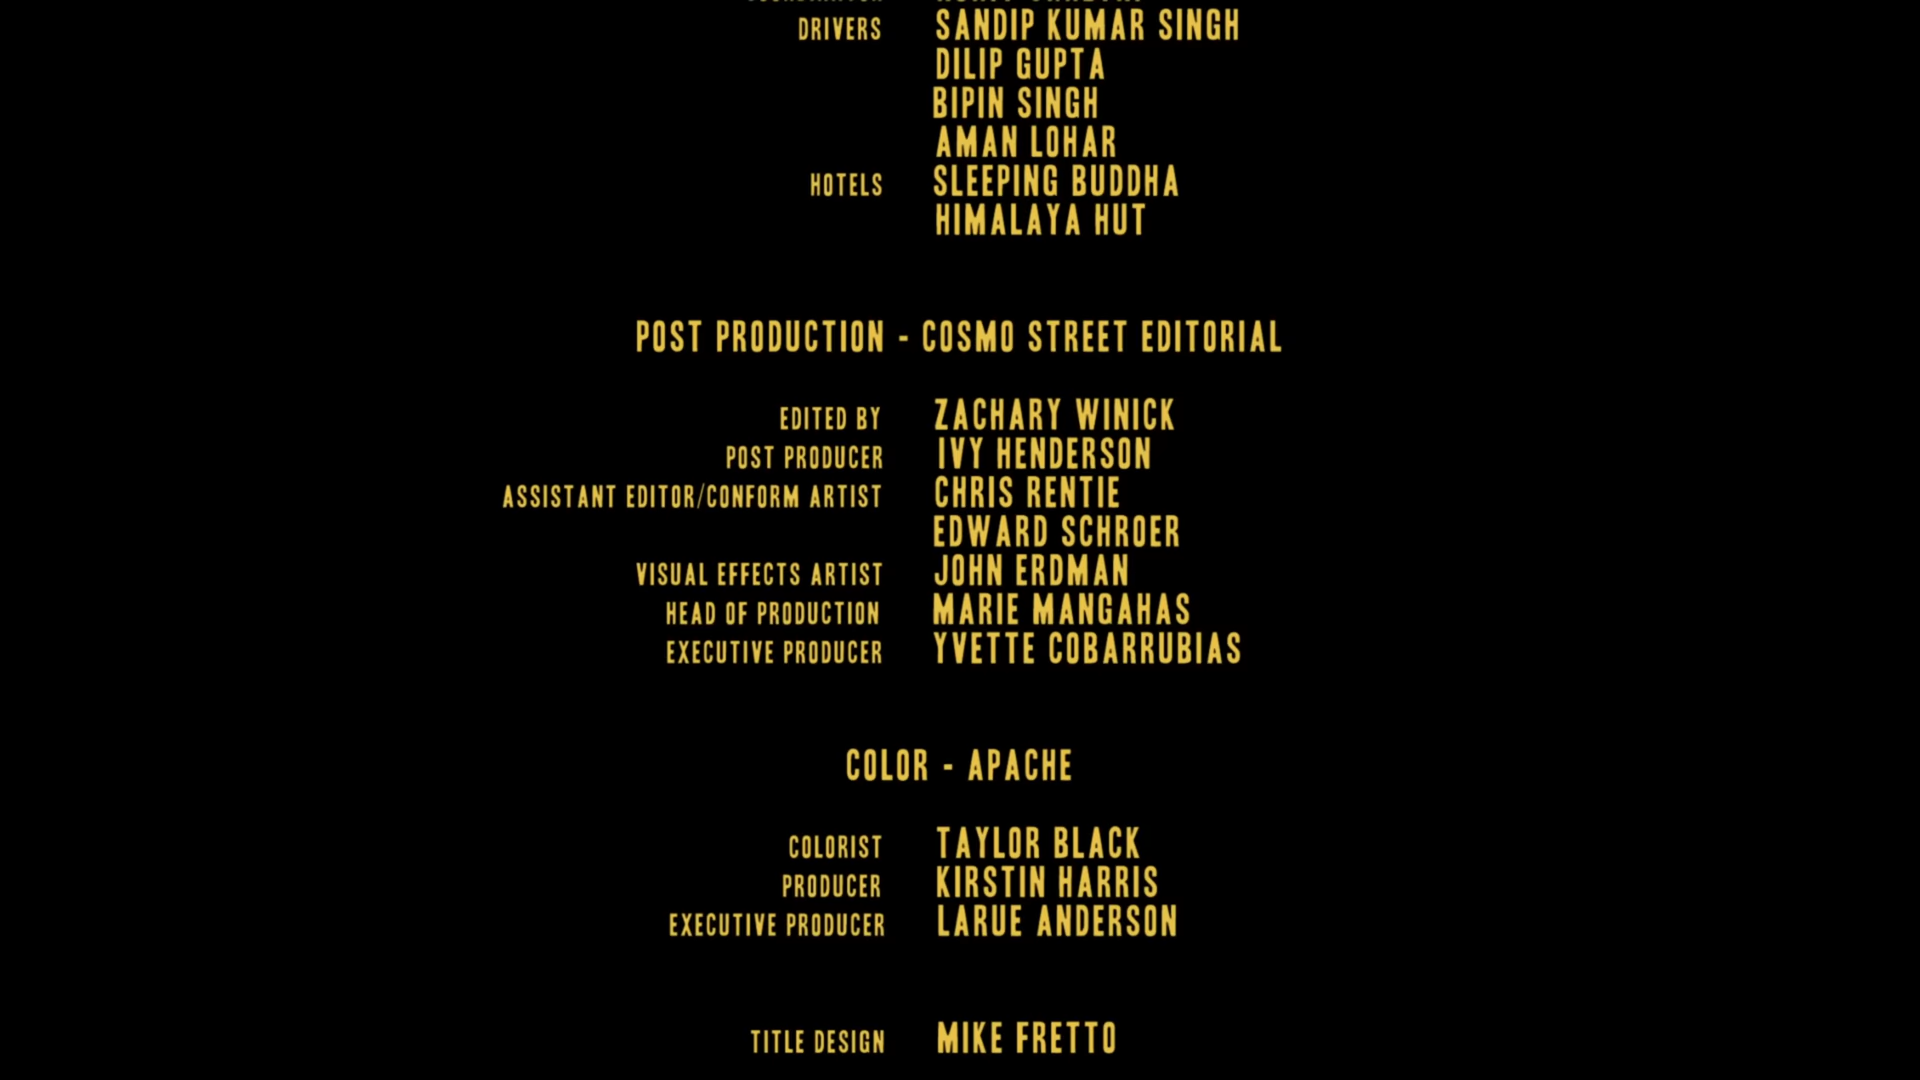 DRIVERS SANDIP KUMAR SINGH
DILIP GUPTA
BIPIN SINGH
AMAN LOHAR
HOTELS SLEEPING BUDDHA
HIMALAYA HUT
POST PRODUCTION - COSMO STREET EDITORIAL
EDITED BY ZACHARY WINICK
POST PRODUCER IVY HENDERSON
ASSISTANT EDITOR/CONFORM ARTIST CHRIS RENTIE
EDWARD SCHROER
VISUAL EFFECTS ARTIST JOHN ERDMAN
HEAD OF PRODUCTION MARIE MANGAHAS
EXECUTIVE PRODUCER YVETTE COBARRUBIAS
COLOR - APACHE
COLORIST TAYLOR BLACK
PRODUCER KIRSTIN HARRIS
EXECUTIVE PRODUCER LARUE ANDERSON
TITLE DESIGN MIKE FRETTO